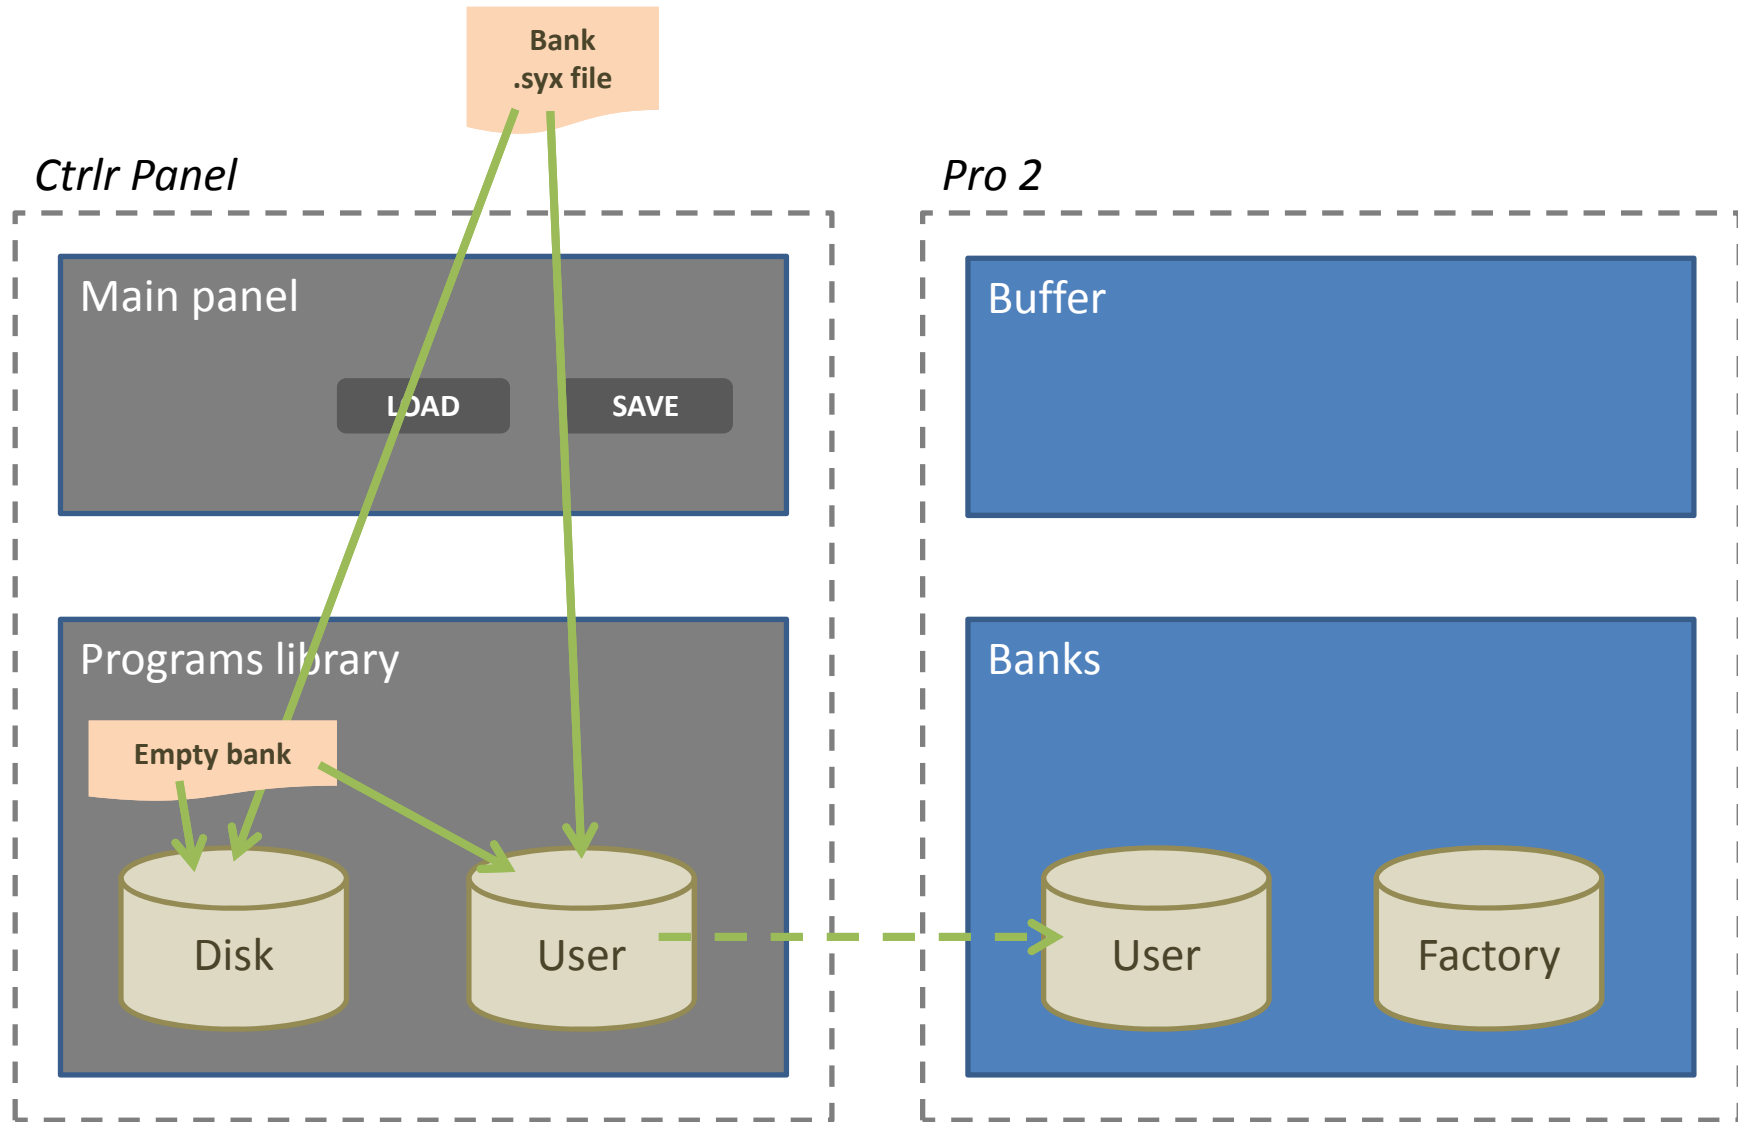 Bank
.syx file
Ctrlr Panel
Pro 2
Main panel
LOAD
SAVE
Buffer
Programs library
Empty bank
Disk
User
Banks
User
Factory